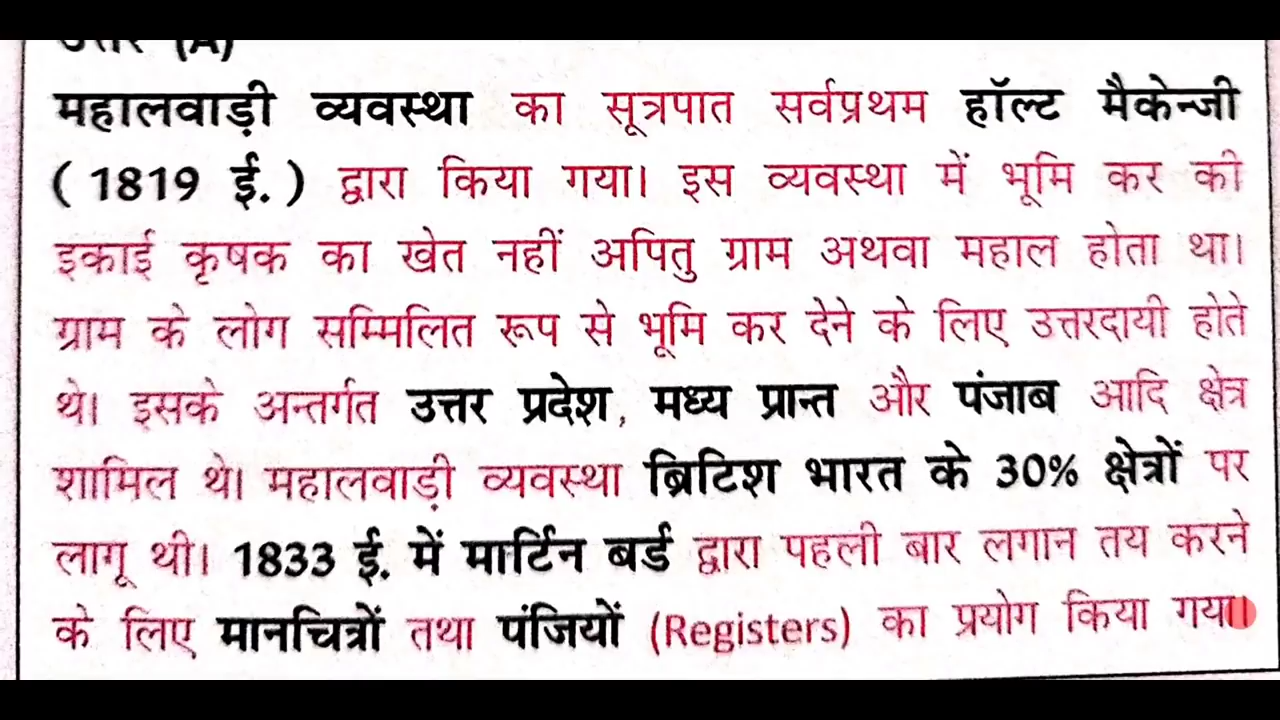 उत्तर (A)
महालवाड़ी व्यवस्था का सूत्रपात सर्वप्रथम हॉल्ट मैकेन्जी
( 1819 ई. ) द्वारा किया गया। इस व्यवस्था में भूमि कर की
इकाई कृषक का खेत नहीं अपितु ग्राम अथवा महाल होता था।
ग्राम के लोग सम्मिलित रूप से भूमि कर देने के लिए उत्तरदायी होते
थे। इसके अन्तर्गत उत्तर प्रदेश, मध्य प्रान्त और पंजाब आदि क्षेत्र
शामिल थे। महालवाड़ी व्यवस्था ब्रिटिश भारत के 30% क्षेत्रों पर
लागू थी। 1833 ई. में मार्टिन बर्ड द्वारा पहली बार लगान तय करने
के लिए मानचित्रों तथा पंजियों (Registers) का प्रयोग किया गया।